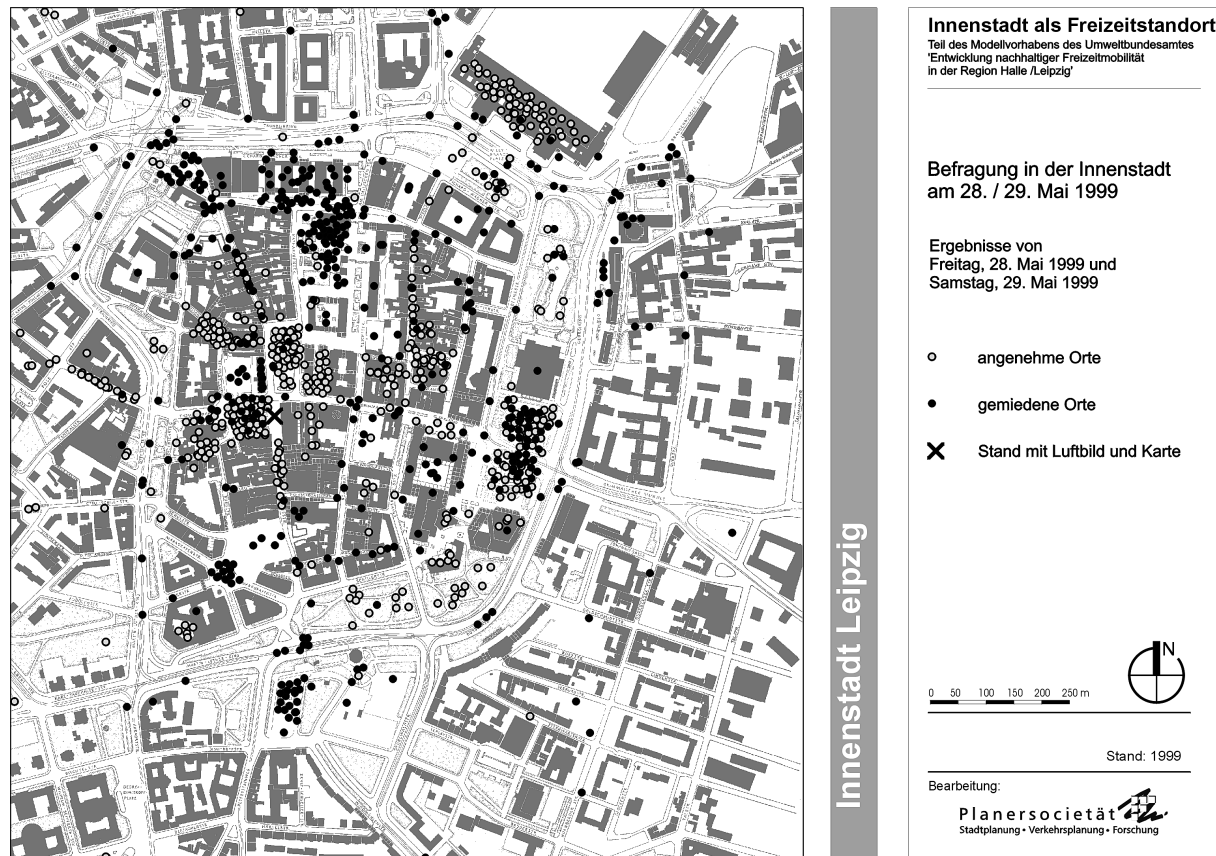 Innenstadt Leipzig
Innenstadt als Freizeitstandort
Teil des Modellvorhabens des Umweltbundesamtes
'Entwicklung nachhaltiger Freizeitmobilität
in der Region Halle /Leipzig'
Befragung in der Innenstadt
am 28. / 29. Mai 1999
Ergebnisse von
Freitag, 28. Mai 1999 und
Samstag, 29. Mai 1999
angenehme Orte
gemiedene Orte
Stand mit Luftbild und Karte
N
0 50 100 150 200 250 m
Stand: 1999
Bearbeitung:
Planersocietät
Stadtplanung • Verkehrsplanung • Forschung